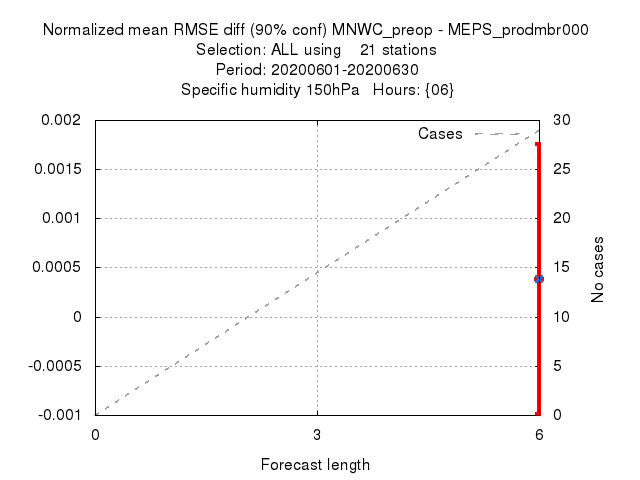 Normalized mean RMSE diff (90% conf) MNWC_preop - MEPS_prodmbr000
Selection: ALL using 21 stations
Period: 20200601-20200630
Specific humidity 150hPa Hours: {06}
Cases
0.002
0.0015
0.001
0.0005
0
-0.0005
-0.001
30
25
20
15
10
5
0
No cases
0 3 6
Forecast length